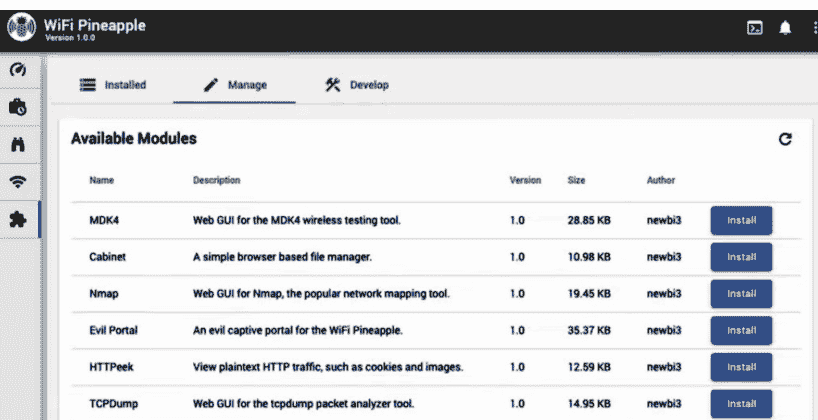 WiFi Pineapple
Version 1.0.0
Installed Manage Develop
Available Modules
Name Description Version Size Author
MDK4 Web GUI for the MDK4 wireless testing tool. 1.0 28.85 KB newbi3 Install
Cabinet A simple browser based file manager. 1.0 10.98 KB newbi3 Install
Nmap Web GUI for Nmap, the popular network mapping tool. 1.0 19.45 KB newbi3 Install
Evil Portal An evil captive portal for the WiFi Pineapple. 1.0 35.37 KB newbi3 Install
HTTPeek View plaintext HTTP traffic, such as cookies and images. 1.0 12.59 KB newbi3 Install
TCPDump Web GUI for the tcpdump packet analyzer tool. 1.0 14.95 KB newbi3 Install